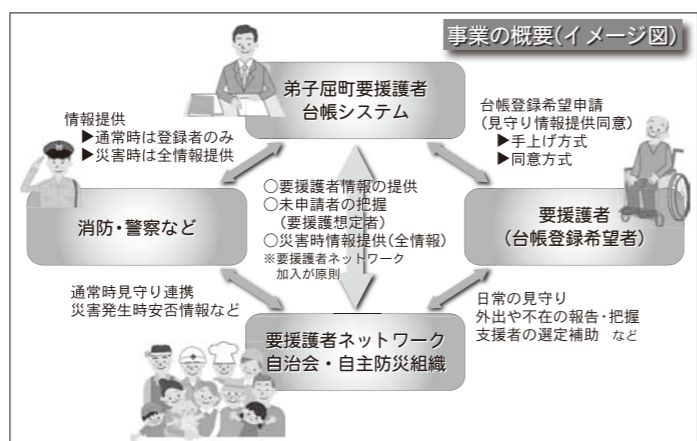 事業の概要(イメージ図)
弟子屈町要援護者
台帳システム
情報提供
▶通常時は登録者のみ
▶災害時は全情報提供
台帳登録希望申請
(見守り情報提供同意)
▶手上げ方式
▶同意方式
消防・警察など
○要援護者情報の提供
○未申請者の把握
(要援護想定者)
○災害時情報提供(全情報)
※要援護者ネットワーク
加入が原則
要援護者
(台帳登録希望者)
通常時見守り連携
災害発生時安否情報など
日常の見守り
外出や不在の報告・把握
支援者の選定補助 など
要援護者ネットワーク
自治会・自主防災組織